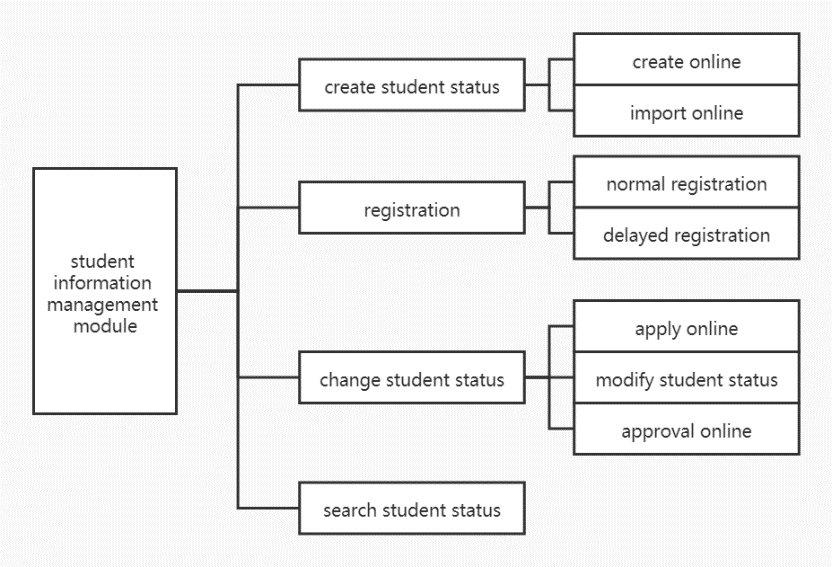 student
information
management
module
create student status
create online
import online
registration
normal registration
delayed registration
change student status
apply online
modify student status
approval online
search student status